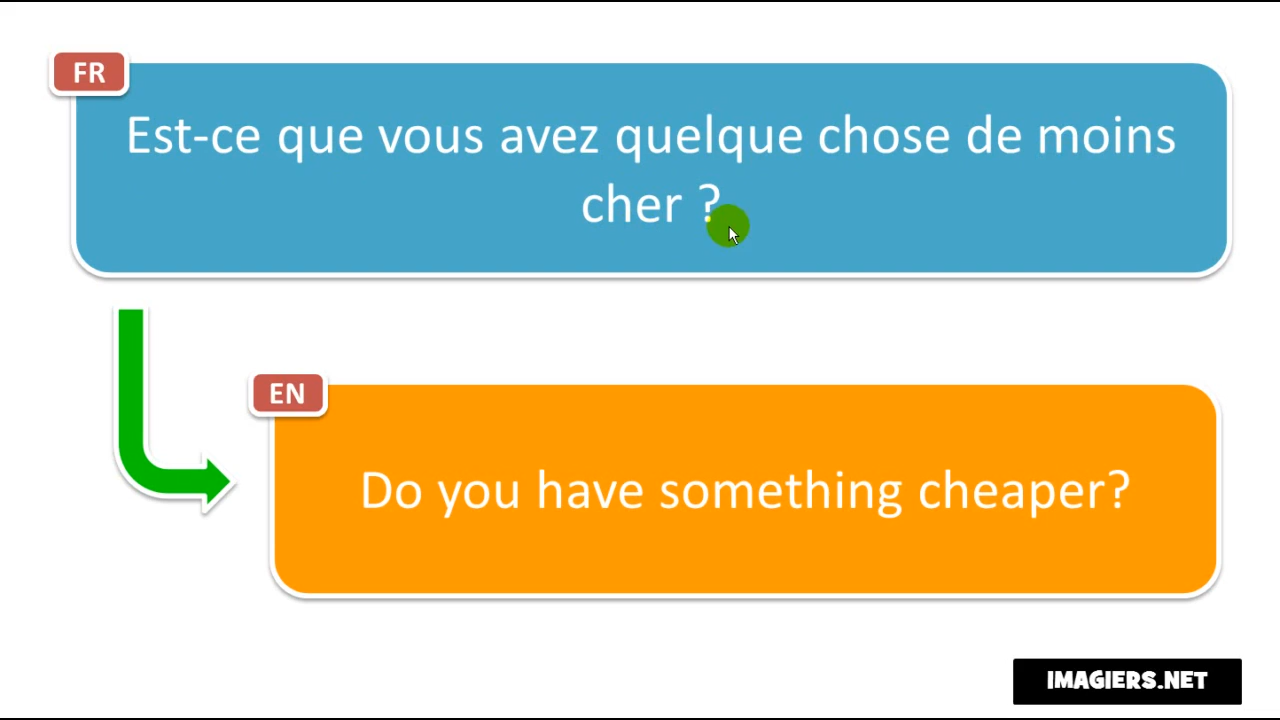 FR
Est-ce que vous avez quelque chose de moins
cher ?
EN
Do you have something cheaper?
IMAGIERS.NET